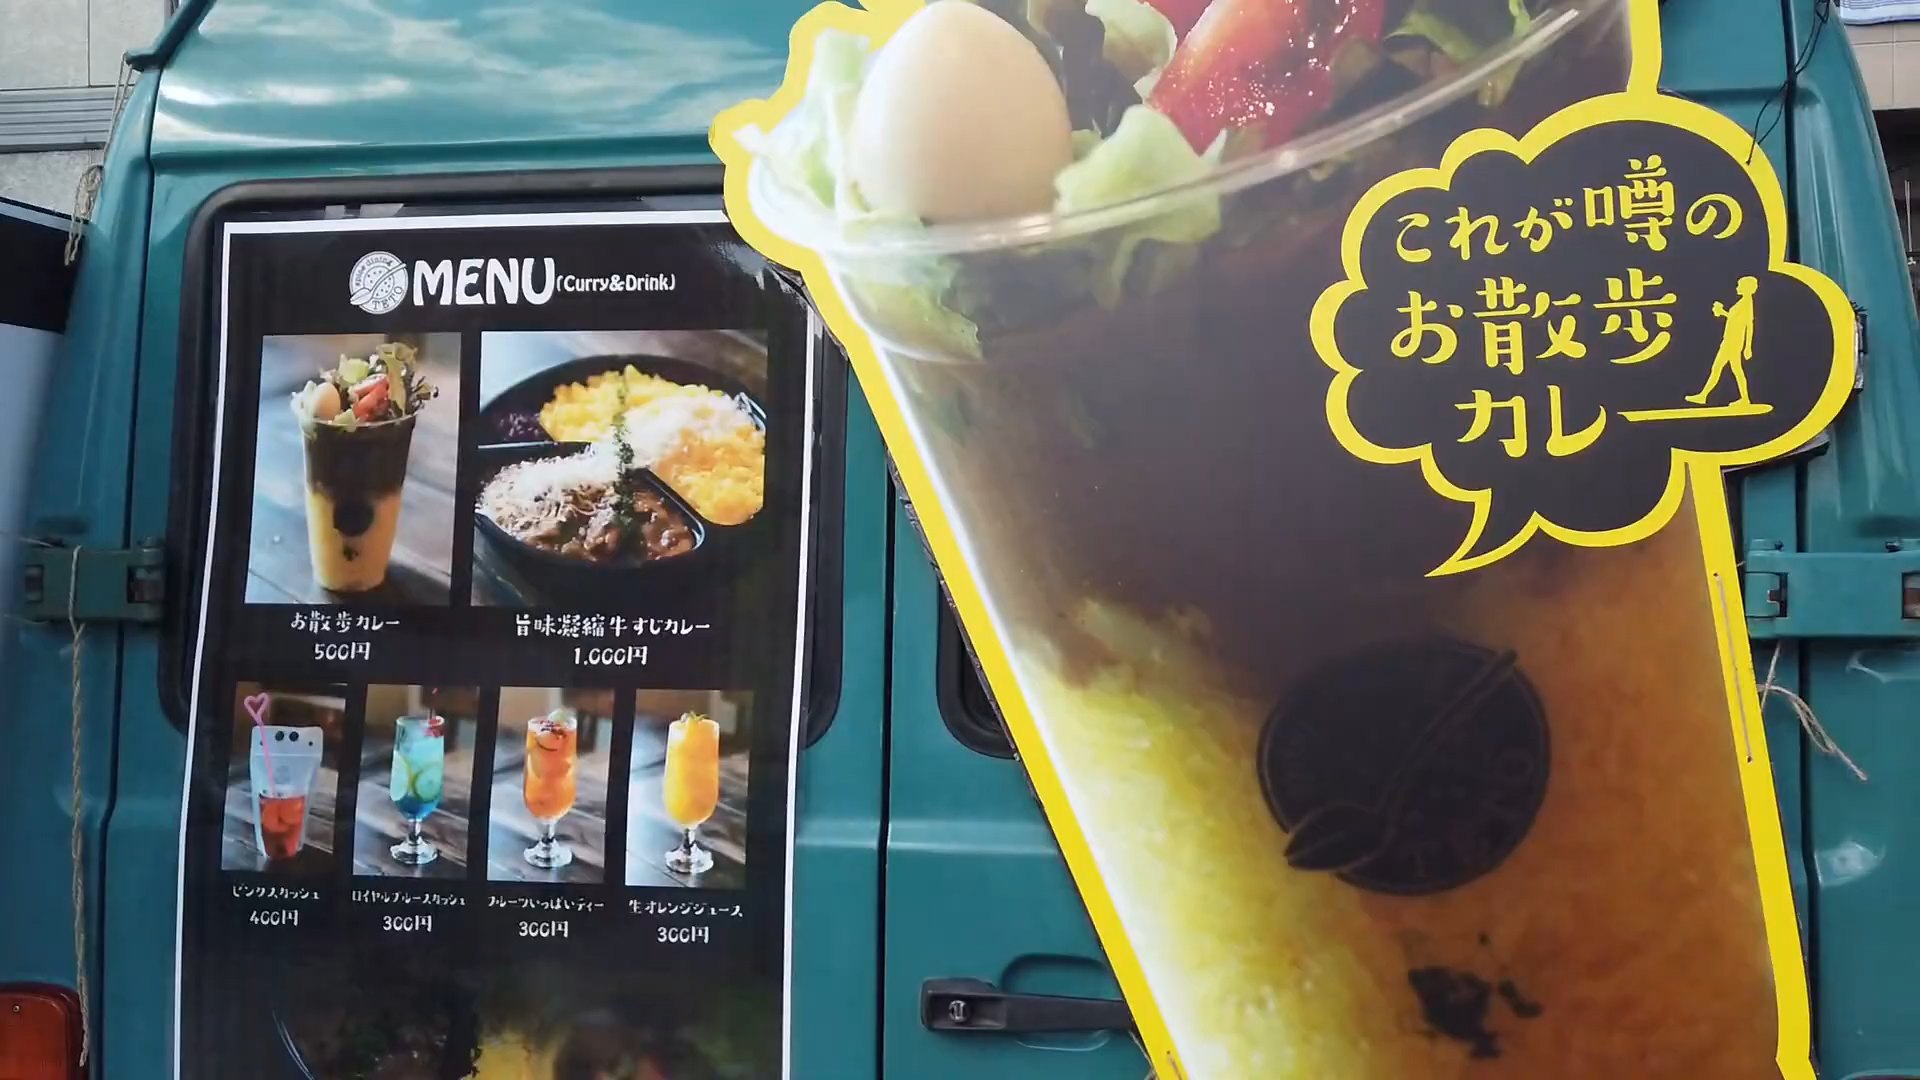 spice dining
TETO
MENU(Curry&Drink)
お散歩カレー
500円
旨味凝縮牛すじカレー
1.000円
ピンクスカッシュ
400円
ロイヤルブルースカッシュ
300円
フルーツいっぱいティー
300円
生オレンジジュース
300円
これが噂の
お散歩
カレー